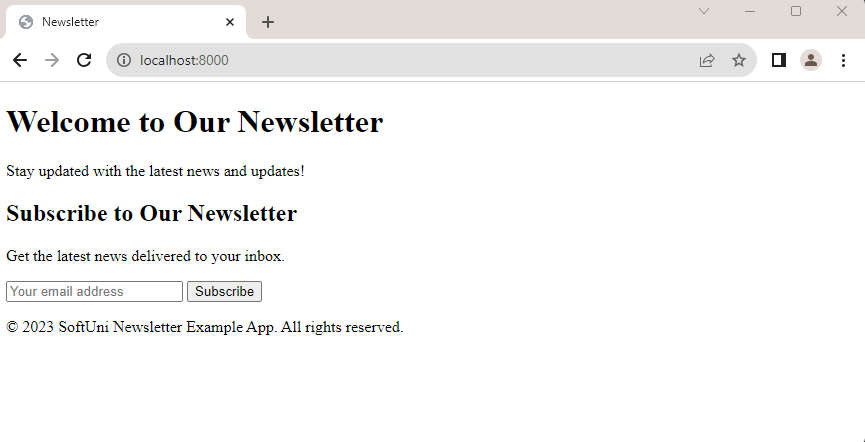 Newsletter
localhost:8000
Welcome to Our Newsletter
Stay updated with the latest news and updates!
Subscribe to Our Newsletter
Get the latest news delivered to your inbox.
Your email address Subscribe
© 2023 SoftUni Newsletter Example App. All rights reserved.